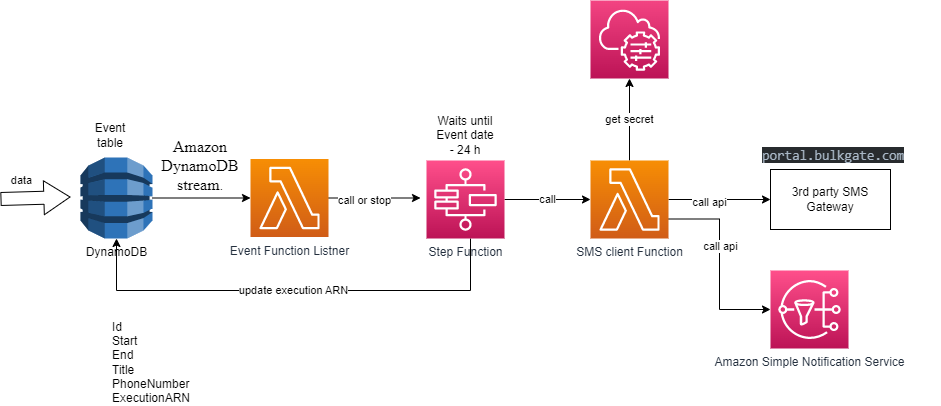 get secret
Waits until
Event date
- 24 h
Event
table
Amazon
DynamoDB
stream.
portal.bulkgate.com
data
call or stop
call
call api
3rd party SMS
Gateway
DynamoDB
Event Function Listner
Step Function
SMS client Function
call api
update execution ARN
Amazon Simple Notification Service
Id
Start
End
Title
PhoneNumber
ExecutionARN